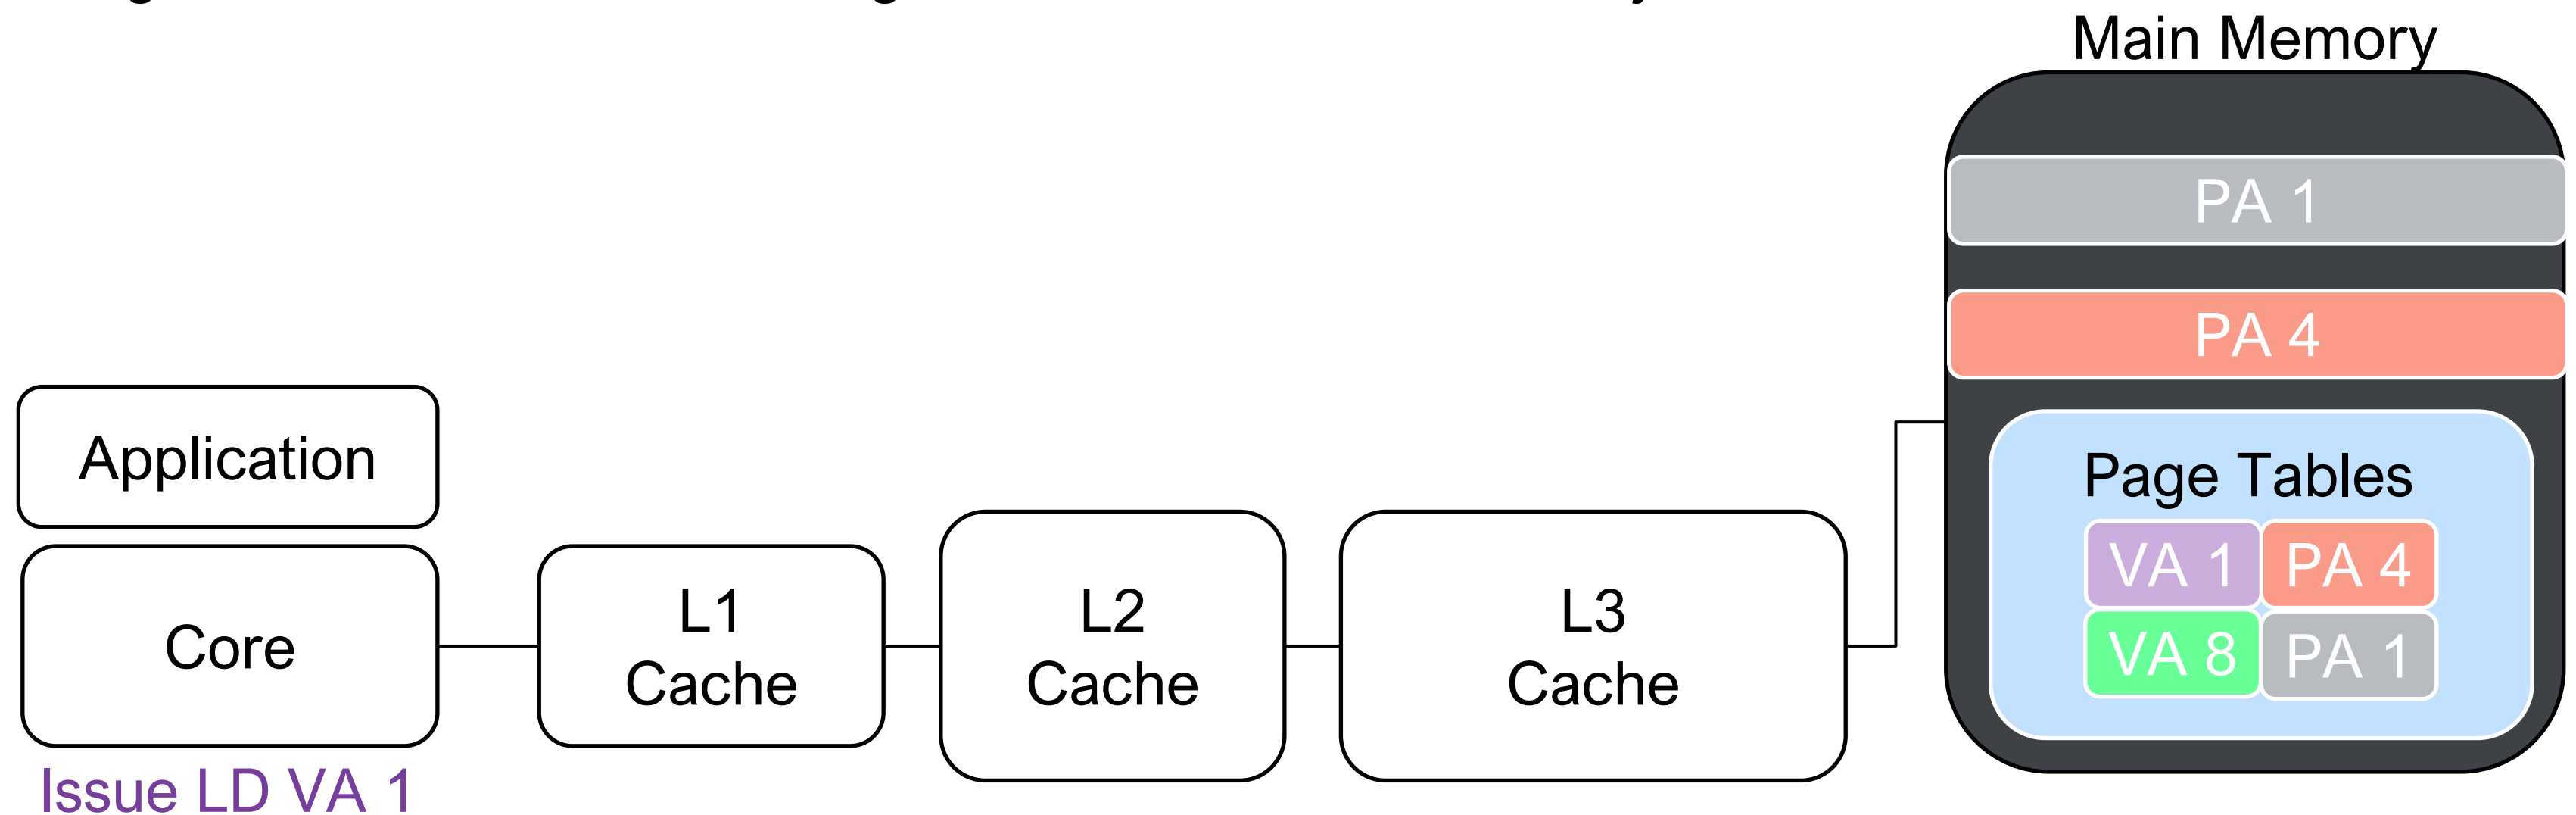 Main Memory
PA 1
PA 4
Application
Page Tables
VA 1 PA 4
Core
L1
Cache
L2
Cache
L3
Cache
VA 8 PA 1
Issue LD VA 1